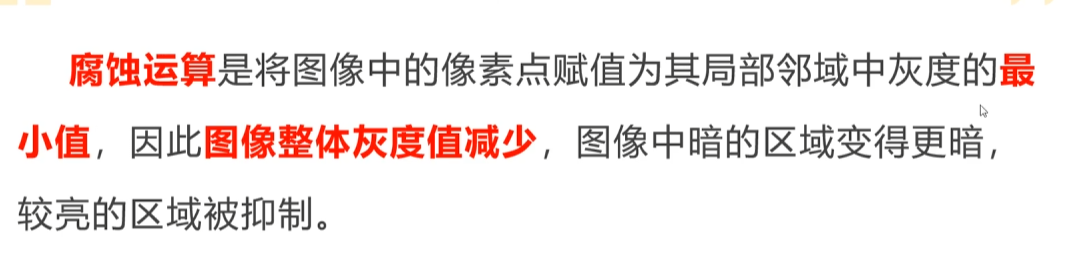 腐蚀运算是将图像中的像素点赋值为其局部邻域中灰度的最
小值，因此图像整体灰度值减少，图像中暗的区域变得更暗，
较亮的区域被抑制。